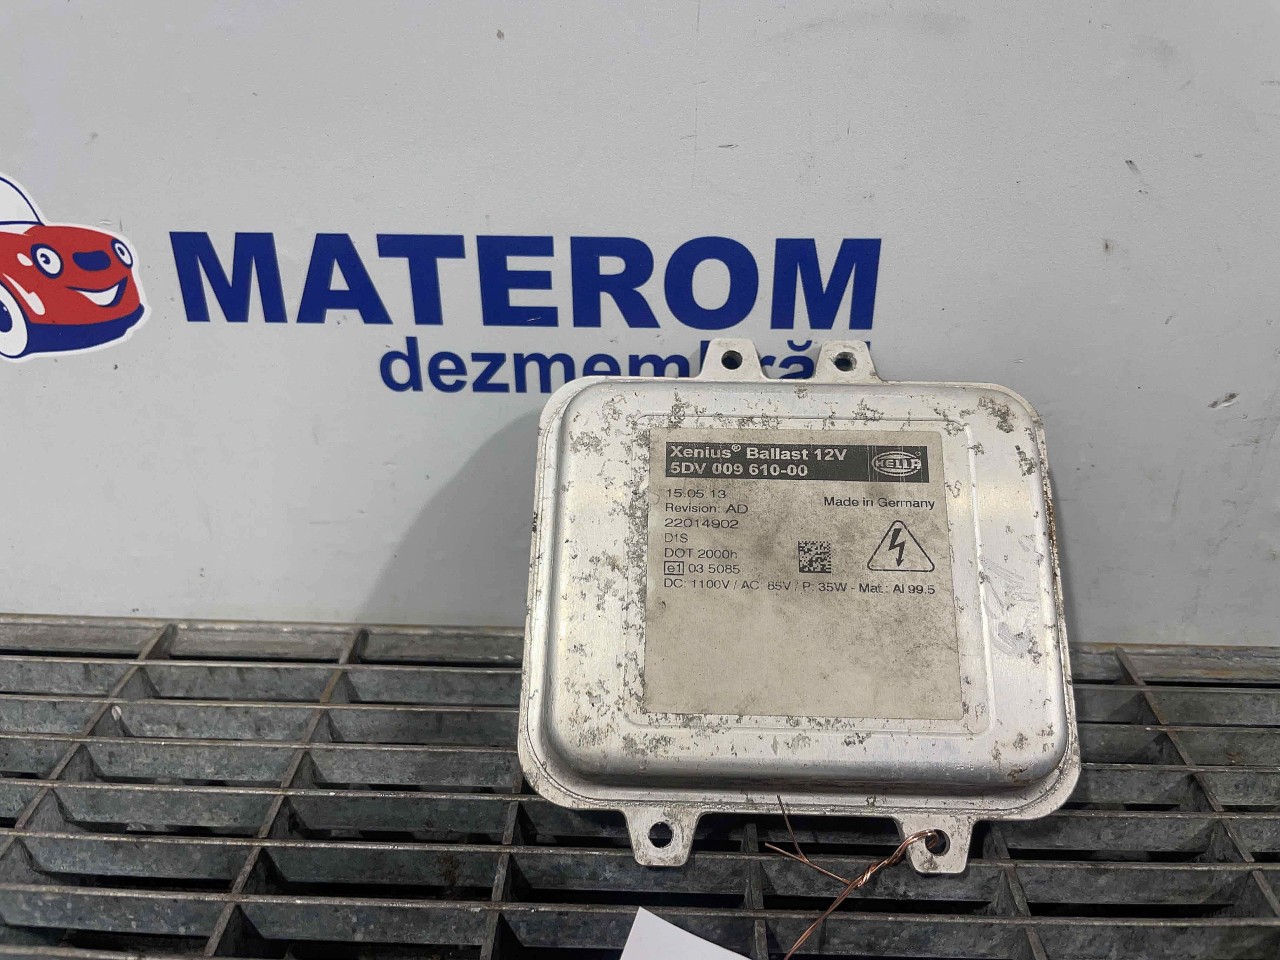 MATEROM
dezmembrări
Xenius® Ballast 12V
5DV 009 610-00
HELLA
15.05.13
Made in Germany
Revision: AD
22014902
D1S
DOT 2000h
e1 03 5085
DC: 1100V / AC 85V / P: 35W - Mat.: Al 99.5